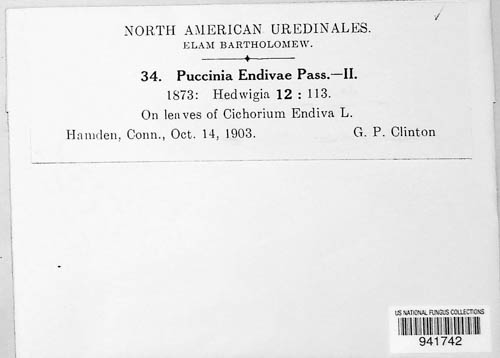 NORTH AMERICAN UREDINALES.
ELAM BARTHOLOMEW.
34. Puccinia Endivae Pass.—II.
1873: Hedwigia 12 : 113.
On leaves of Cichorium Endiva L.
Hamden, Conn., Oct. 14, 1903. G. P. Clinton
US NATIONAL FUNGUS COLLECTIONS
941742